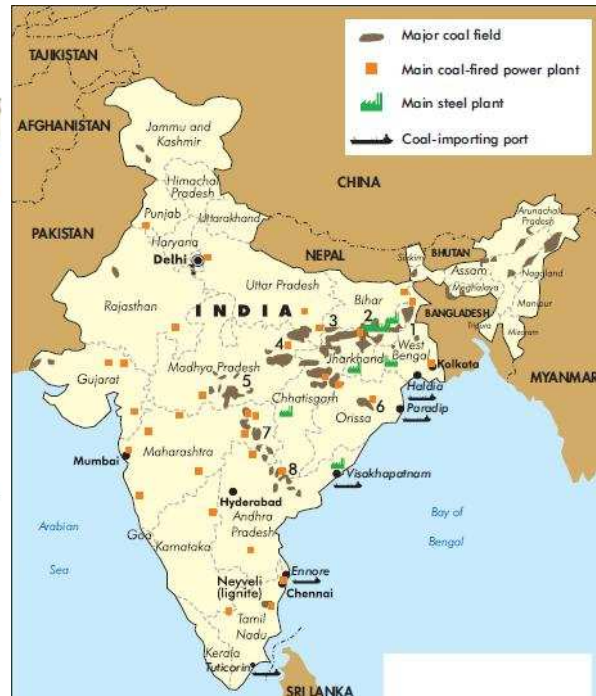 Major coal field
Main coal-fired power plant
Main steel plant
Coal-importing port
TAJIKISTAN
AFGHANISTAN
Jammu and
Kashmir
CHINA
Himachal
Pradesh
Punjab
Uttarakhand
PAKISTAN
Haryana
Delhi
NEPAL
Arunachal
Pradesh
Sikkim
BHUTAN
Assam
Nagaland
Meghalaya
Manipur
BANGLADESH
Tripura
Mizoram
Uttar Pradesh
Bihar
Rajasthan
INDIA
1
2
3
4
West
Bengal
Jharkhand
Kolkata
MYANMAR
Gujarat
Madhya Pradesh
5
Chhatisgarh
Haldia
6
Orissa
Paradip
7
Maharashtra
Mumbai
8
Visakhapatnam
Hyderabad
Andhra
Pradesh
Arabian
Sea
Bay of
Bengal
Goa
Karnataka
Ennore
Neyveli
(lignite)
Chennai
Tamil
Nadu
Kerala
Tuticorin
SRI LANKA